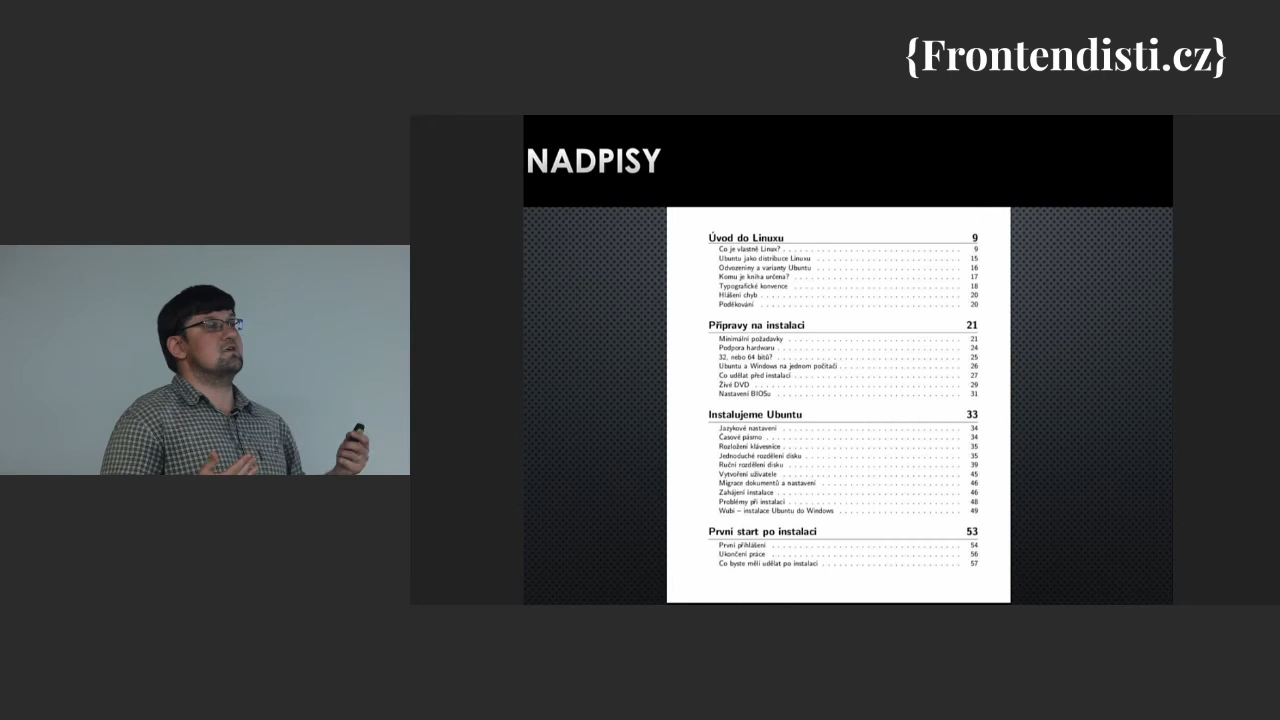 {Frontendisti.cz}
NADPISY
Úvod do Linuxu 9
Co je vlastně Linux? 9
Ubuntu jako distribuce Linuxu 15
Odvozeniny a varianty Ubuntu 16
Komu je kniha určena? 17
Typografické konvence 18
Hlášení chyb 20
Poděkování 20
Přípravy na instalaci 21
Minimální požadavky 21
Podpora hardwaru 24
32, nebo 64 bitů? 25
Ubuntu a Windows na jednom počítači 26
Co udělat před instalací 27
Živé DVD 29
Nastavení BIOSu 31
Instalujeme Ubuntu 33
Jazykové nastavení 34
Časové pásmo 34
Rozložení klávesnice 35
Jednoduché rozdělení disku 35
Ruční rozdělení disku 39
Vytvoření uživatele 45
Migrace dokumentů a nastavení 46
Zahájení instalace 46
Problémy při instalaci 48
Wubi – instalace Ubuntu do Windows 49
První start po instalaci 53
První přihlášení 54
Ukončení práce 56
Co byste měli udělat po instalaci 57